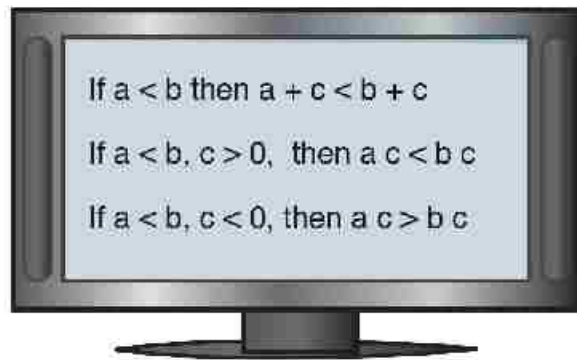 If a < b then a + c < b + c
If a < b, c > 0, then a c < b c
If a < b, c < 0, then a c > b c